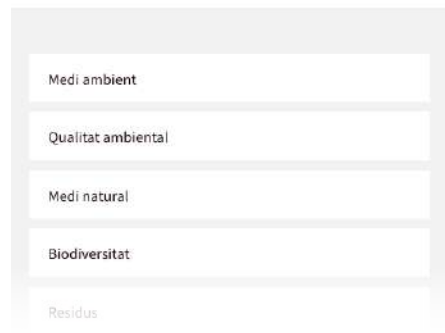 Medi ambient
Qualitat ambiental
Medi natural
Biodiversitat
Residus